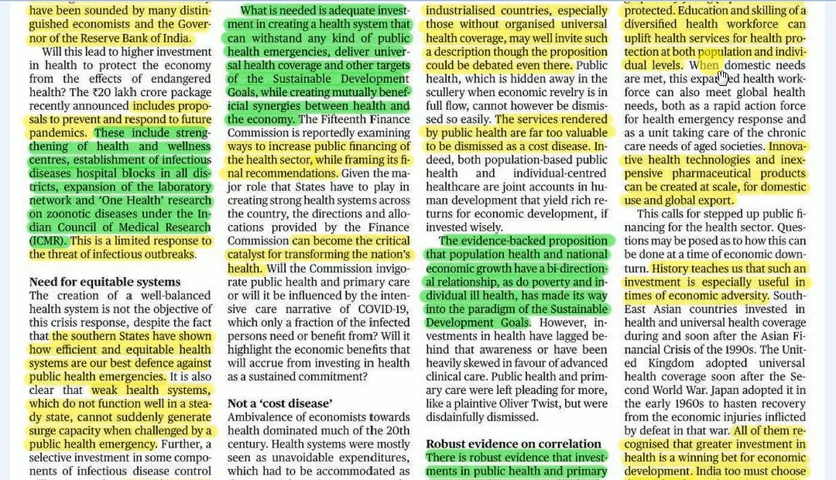 have been sounded by many distin-
guished economists and the Gover-
nor of the Reserve Bank of India.
Will this lead to higher investment
in health to protect the economy
from the effects of endangered
health? The ₹20 lakh crore package
recently announced includes propo-
sals to prevent and respond to future
pandemics. These include streng-
thening of health and wellness
centres, establishment of infectious
diseases hospital blocks in all dis-
tricts, expansion of the laboratory
network and ‘One Health’ research
on zoonotic diseases under the In-
dian Council of Medical Research
(ICMR). This is a limited response to
the threat of infectious outbreaks.
Need for equitable systems
The creation of a well-balanced
health system is not the objective of
this crisis response, despite the fact
that the southern States have shown
how efficient and equitable health
systems are our best defence against
public health emergencies. It is also
clear that weak health systems,
which do not function well in a stea-
dy state, cannot suddenly generate
surge capacity when challenged by a
public health emergency. Further, a
selective investment in some compo-
nents of infectious disease control
What is needed is adequate invest-
ment in creating a health system that
can withstand any kind of public
health emergencies, deliver univer-
sal health coverage and other targets
of the Sustainable Development
Goals, while creating mutually benef-
icial synergies between health and
the economy. The Fifteenth Finance
Commission is reportedly examining
ways to increase public financing of
the health sector, while framing its fi-
nal recommendations. Given the ma-
jor role that States have to play in
creating strong health systems across
the country, the directions and allo-
cations provided by the Finance
Commission can become the critical
catalyst for transforming the nation’s
health. Will the Commission invigo-
rate public health and primary care
or will it be influenced by the inten-
sive care narrative of COVID-19,
which only a fraction of the infected
persons need or benefit from? Will it
highlight the economic benefits that
will accrue from investing in health
as a sustained commitment?
Not a ‘cost disease’
Ambivalence of economists towards
health dominated much of the 20th
century. Health systems were mostly
seen as unavoidable expenditures,
which had to be accommodated as
industrialised countries, especially
those without organised universal
health coverage, may well invite such
a description though the proposition
could be debated even there. Public
health, which is hidden away in the
scullery when economic revelry is in
full flow, cannot however be dismis-
sed so easily. The services rendered
by public health are far too valuable
to be dismissed as a cost disease. In-
deed, both population-based public
health and individual-centred
healthcare are joint accounts in hu-
man development that yield rich re-
turns for economic development, if
invested wisely.
The evidence-backed proposition
that population health and national
economic growth have a bi-direction-
al relationship, as do poverty and in-
dividual ill health, has made its way
into the paradigm of the Sustainable
Development Goals. However, in-
vestments in health have lagged be-
hind that awareness or have been
heavily skewed in favour of advanced
clinical care. Public health and prim-
ary care were left pleading for more,
like a plaintive Oliver Twist, but were
disdainfully dismissed.
Robust evidence on correlation
There is robust evidence that invest-
ments in public health and primary
protected. Education and skilling of a
diversified health workforce can
uplift health services for health pro-
tection at both population and indivi-
dual levels. When domestic needs
are met, this expanded health work-
force can also meet global health
needs, both as a rapid action force
for health emergency response and
as a unit taking care of the chronic
care needs of aged societies. Innova-
tive health technologies and inex-
pensive pharmaceutical products
can be created at scale, for domestic
use and global export.
This calls for stepped up public fi-
nancing for the health sector. Ques-
tions may be posed as to how this can
be done at a time of economic down-
turn. History teaches us that such an
investment is especially useful in
times of economic adversity. South-
East Asian countries invested in
health and universal health coverage
during and soon after the Asian Fi-
nancial Crisis of the 1990s. The Unit-
ed Kingdom adopted universal
health coverage soon after the Se-
cond World War. Japan adopted it in
the early 1960s to hasten recovery
from the economic injuries inflicted
by defeat in that war. All of them re-
cognised that greater investment in
health is a winning bet for economic
development. India too must choose